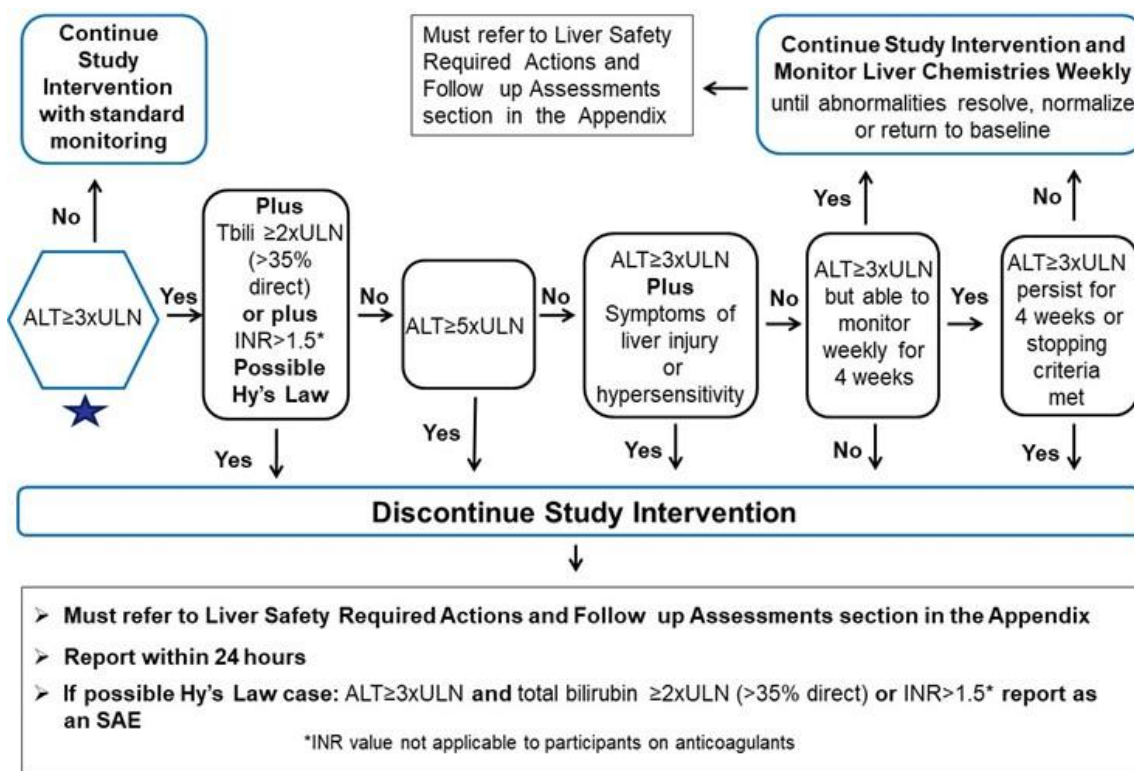 Continue
Study
Intervention
with standard
monitoring
Must refer to Liver Safety
Required Actions and
Follow up Assessments
section in the Appendix
Continue Study Intervention and
Monitor Liver Chemistries Weekly
until abnormalities resolve, normalize
or return to baseline
No
Yes
No
ALT≥3xULN
Yes
Plus
Tbili ≥2xULN
(>35%
direct)
or plus
INR>1.5*
Possible
Hy's Law
No
ALT≥5xULN
No
ALT≥3xULN
Plus
Symptoms of
liver injury
or
hypersensitivity
No
ALT≥3xULN
but able to
monitor
weekly for
4 weeks
Yes
ALT≥3xULN
persist for
4 weeks or
stopping
criteria
met
Yes
Yes
Yes
No
Yes
Discontinue Study Intervention
➢ Must refer to Liver Safety Required Actions and Follow up Assessments section in the Appendix
➢ Report within 24 hours
➢ If possible Hy's Law case: ALT≥3xULN and total bilirubin ≥2xULN (>35% direct) or INR>1.5* report as
an SAE
*INR value not applicable to participants on anticoagulants